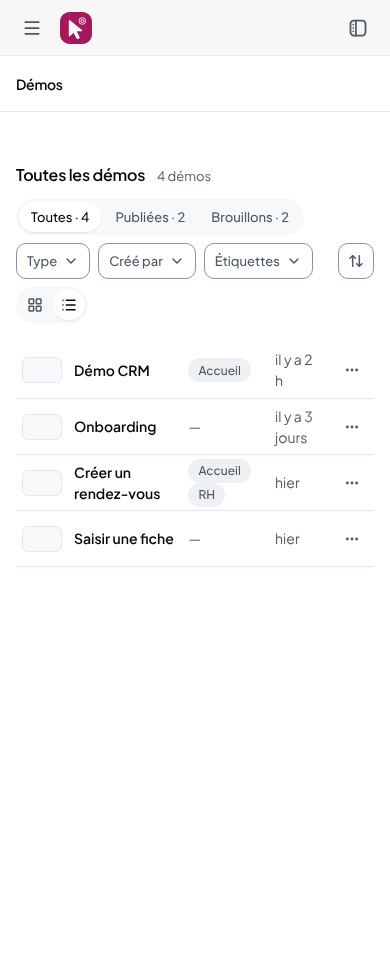 Démos
Toutes les démos 4 démos
Toutes · 4 Publiées · 2 Brouillons · 2
Type Créé par Étiquettes
Démo CRM Accueil il y a 2
h
Onboarding — il y a 3
jours
Créer un
rendez-vous Accueil
RH hier
Saisir une fiche — hier